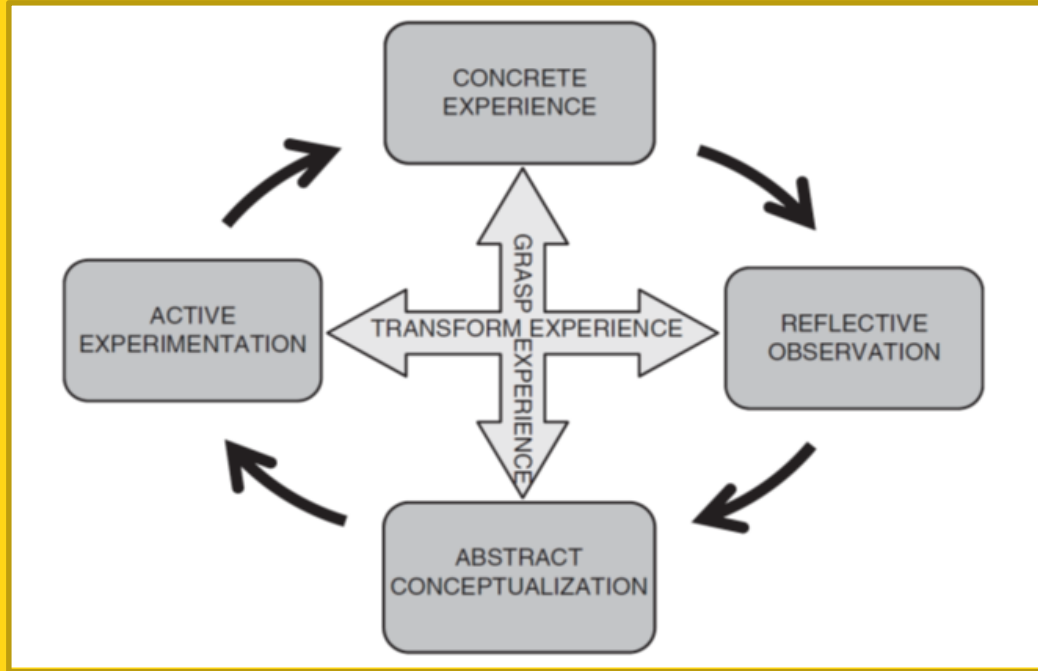 CONCRETE
EXPERIENCE
GRASP EXPERIENCE
TRANSFORM EXPERIENCE
ACTIVE
EXPERIMENTATION
REFLECTIVE
OBSERVATION
ABSTRACT
CONCEPTUALIZATION